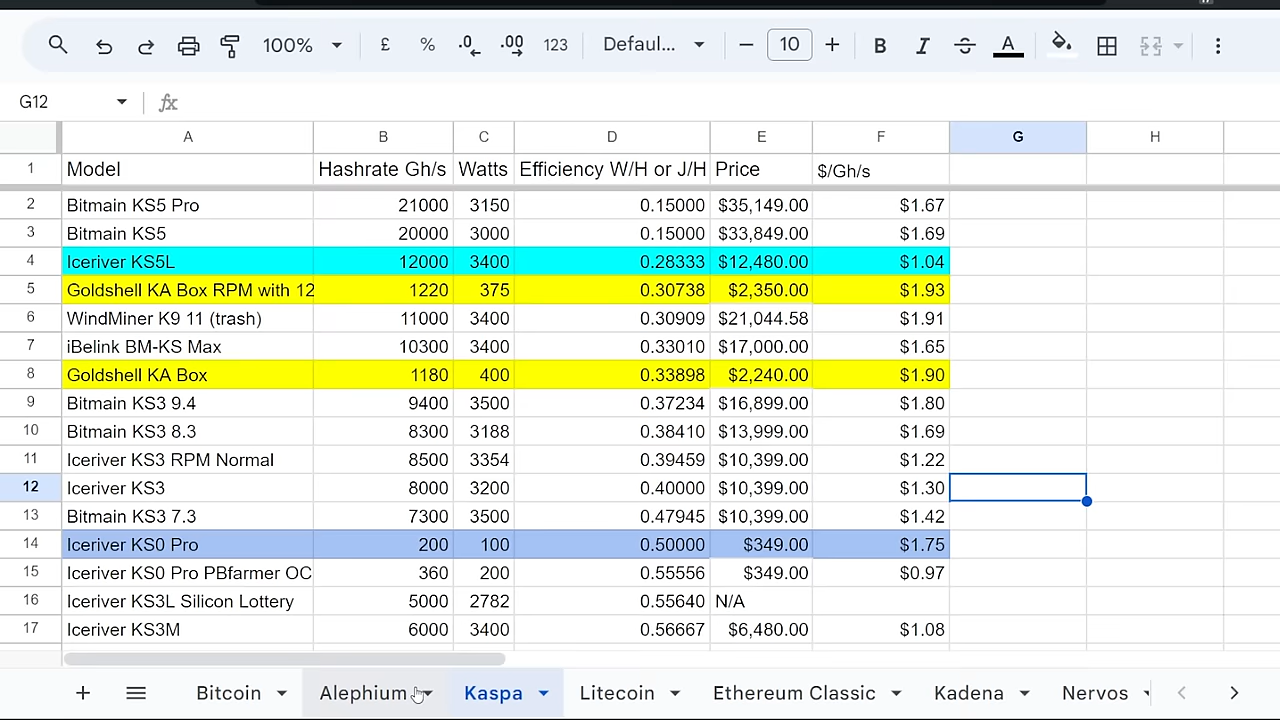 100% £ % .0 .00 123 Defaul... 10 B I S A
G12 fx
A B C D E F G H
1 Model Hashrate Gh/s Watts Efficiency W/H or J/H Price $/Gh/s
2 Bitmain KS5 Pro 21000 3150 0.15000 $35,149.00 $1.67
3 Bitmain KS5 20000 3000 0.15000 $33,849.00 $1.69
4 Iceriver KS5L 12000 3400 0.28333 $12,480.00 $1.04
5 Goldshell KA Box RPM with 12 1220 375 0.30738 $2,350.00 $1.93
6 WindMiner K9 11 (trash) 11000 3400 0.30909 $21,044.58 $1.91
7 iBelink BM-KS Max 10300 3400 0.33010 $17,000.00 $1.65
8 Goldshell KA Box 1180 400 0.33898 $2,240.00 $1.90
9 Bitmain KS3 9.4 9400 3500 0.37234 $16,899.00 $1.80
10 Bitmain KS3 8.3 8300 3188 0.38410 $13,999.00 $1.69
11 Iceriver KS3 RPM Normal 8500 3354 0.39459 $10,399.00 $1.22
12 Iceriver KS3 8000 3200 0.40000 $10,399.00 $1.30
13 Bitmain KS3 7.3 7300 3500 0.47945 $10,399.00 $1.42
14 Iceriver KS0 Pro 200 100 0.50000 $349.00 $1.75
15 Iceriver KS0 Pro PBfarmer OC 360 200 0.55556 $349.00 $0.97
16 Iceriver KS3L Silicon Lottery 5000 2782 0.55640 N/A
17 Iceriver KS3M 6000 3400 0.56667 $6,480.00 $1.08
Bitcoin Alephium Kaspa Litecoin Ethereum Classic Kadena Nervos